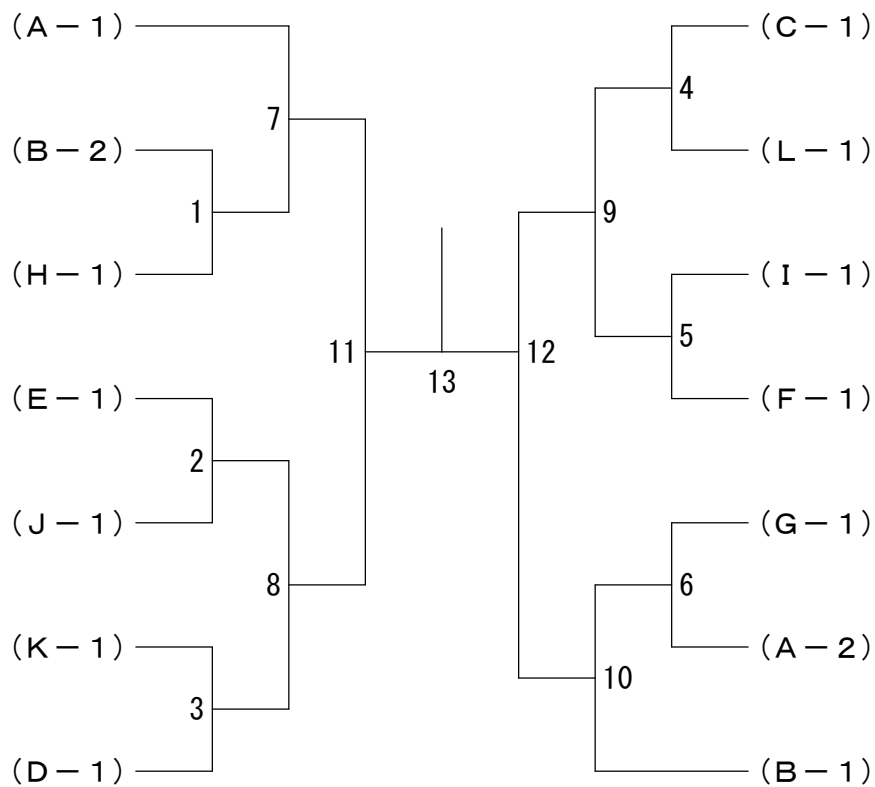 (A-1)
(C-1)
4
7
(B-2)
(L-1)
1
9
(H-1)
(I-1)
5
11
12
13
(E-1)
(F-1)
2
(J-1)
(G-1)
8
6
(K-1)
(A-2)
10
3
(D-1)
(B-1)